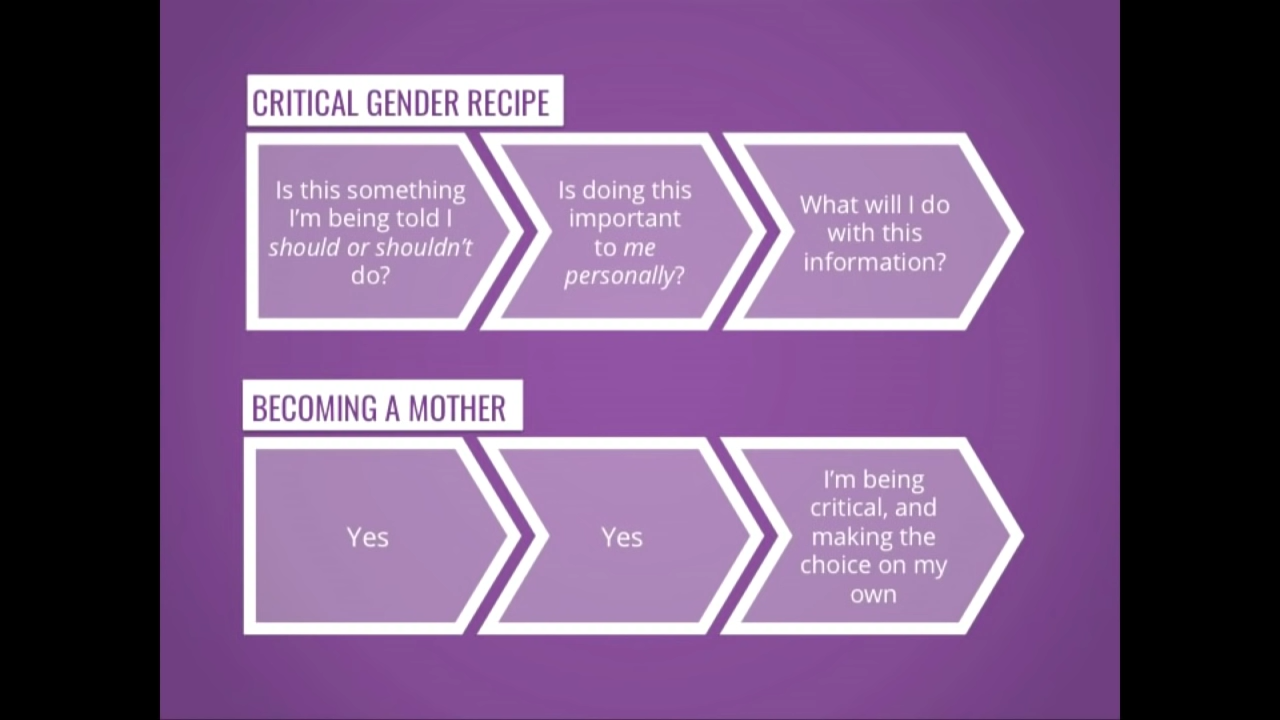 CRITICAL GENDER RECIPE
Is this something
I'm being told I
should or shouldn't
do?
Is doing this
important
to me
personally?
What will I do
with this
information?
BECOMING A MOTHER
Yes
Yes
I'm being
critical, and
making the
choice on my
own